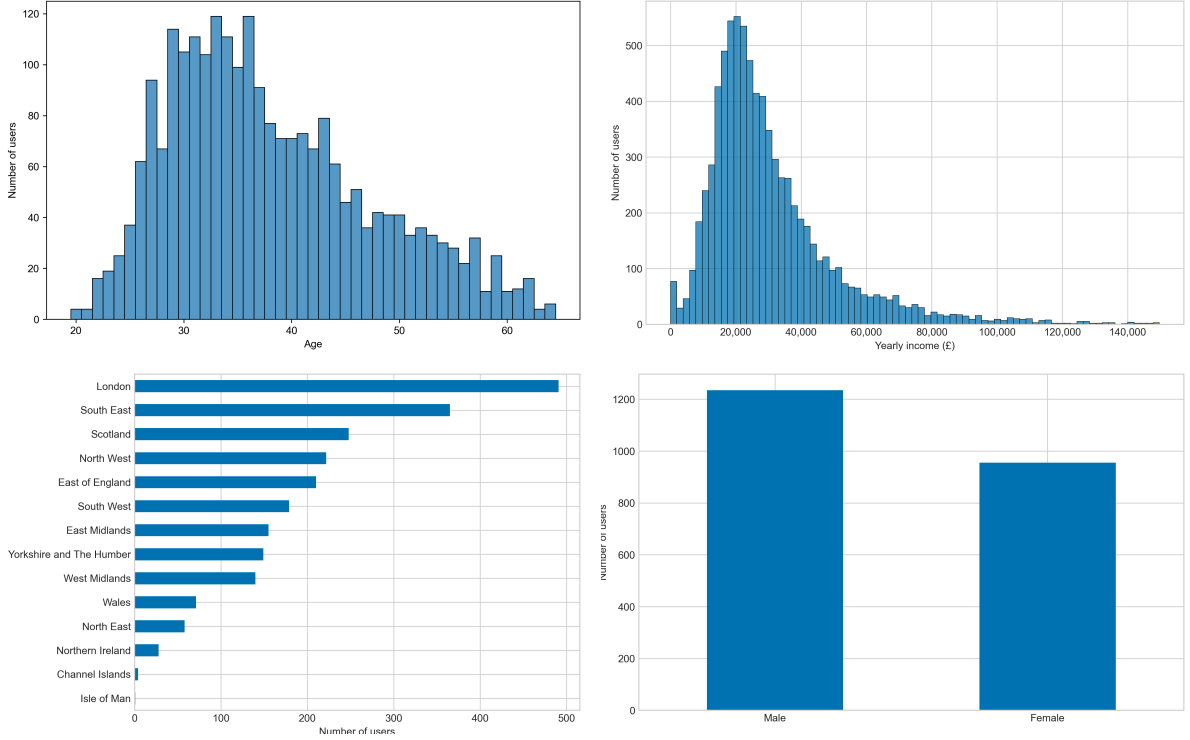 120
100
80
60
40
20
0
Number of users
20
30
40
50
60
Age
500
400
300
200
100
0
Number of users
0
20,000
40,000
60,000
80,000
100,000
120,000
140,000
Yearly income (£)
London
South East
Scotland
North West
East of England
South West
East Midlands
Yorkshire and The Humber
West Midlands
Wales
North East
Northern Ireland
Channel Islands
Isle of Man
0
100
200
300
400
500
Number of users
1200
1000
800
600
400
200
0
Number of users
Male
Female